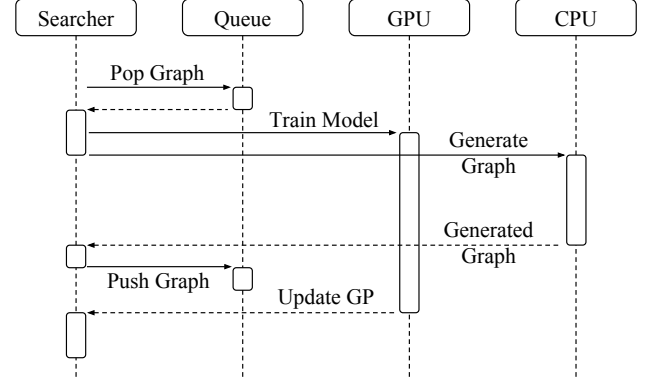 Searcher
Queue
GPU
CPU
Pop Graph
Train Model
Generate
Graph
Generated
Graph
Push Graph
Update GP